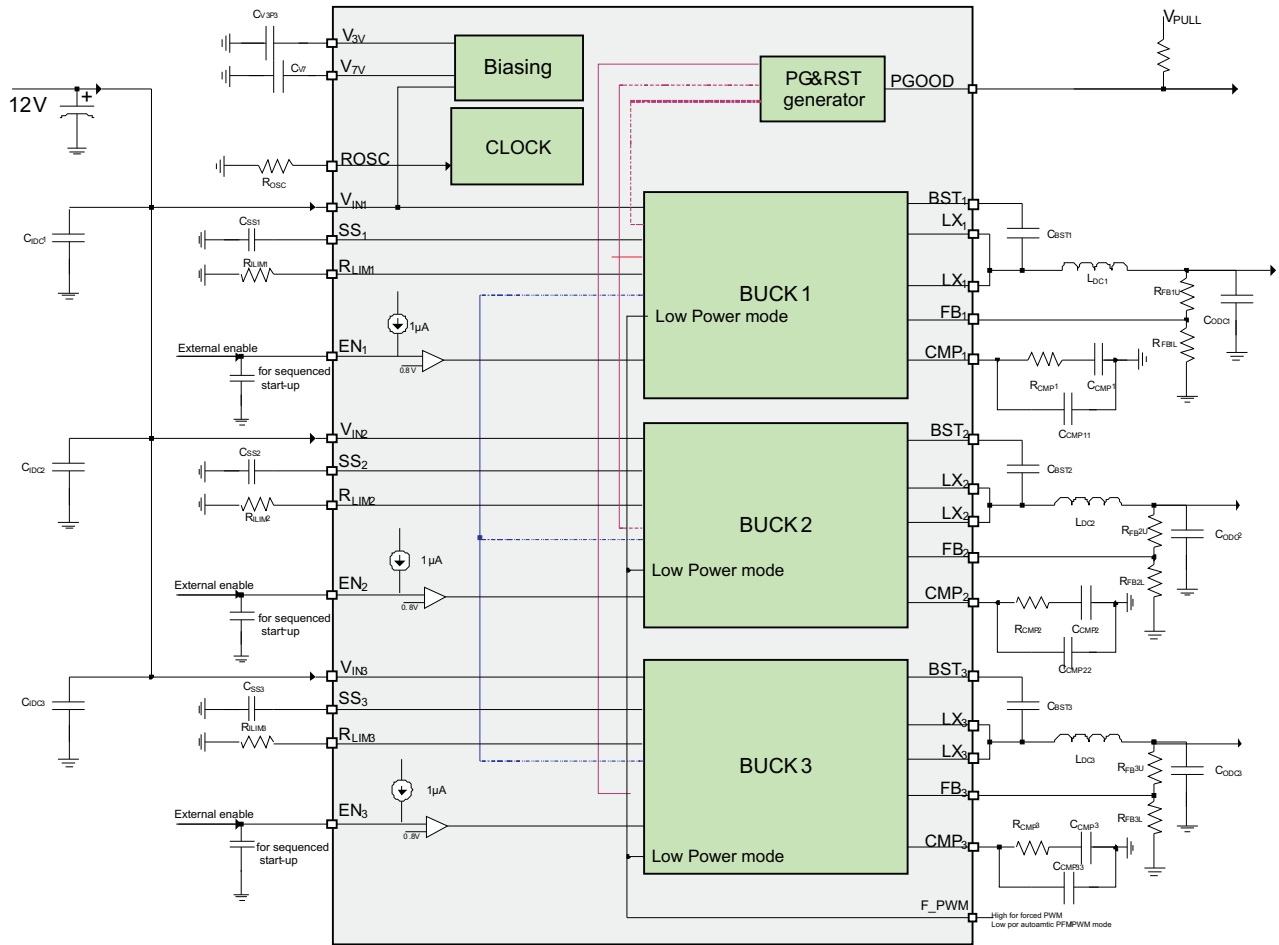 C_V3P3
V_3V
C_V7
V_7V
Biasing
PG&RST
generator
PGOOD
V_PULL
12V
+
CLOCK
ROSC
R_OSC
V_IN1
C_IDC1
C_SS1
SS_1
R_ILIM1
R_LIM1
BUCK 1
Low Power mode
BST_1
LX_1
C_BST1
LX_1
L_DC1
R_FB1U
FB_1
C_ODC1
R_FB1L
CMP_1
R_CMP1
C_CMP1
C_CMP11
1µA
External enable
EN_1
0.8 V
for sequenced
start-up
V_IN2
C_IDC2
C_SS2
SS_2
R_LIM2
R_ILIM2
BUCK 2
Low Power mode
BST_2
C_BST2
LX_2
LX_2
L_DC2
R_FB2U
C_ODC2
FB_2
R_FB2L
CMP_2
R_CMP2
C_CMP2
C_CMP22
1µA
External enable
EN_2
0.8V
for sequenced
start-up
V_IN3
C_IDC3
C_SS3
SS_3
R_ILIM3
R_LIM3
BUCK 3
Low Power mode
BST_3
C_BST3
LX_3
LX_3
L_DC3
R_FB3U
C_ODC3
FB_3
R_FB3L
CMP_3
R_CMP3
C_CMP3
C_CMP33
1µA
External enable
EN_3
0.8V
for sequenced
start-up
F_PWM
High for forced PWM
Low por autoamtic PFMPWM mode